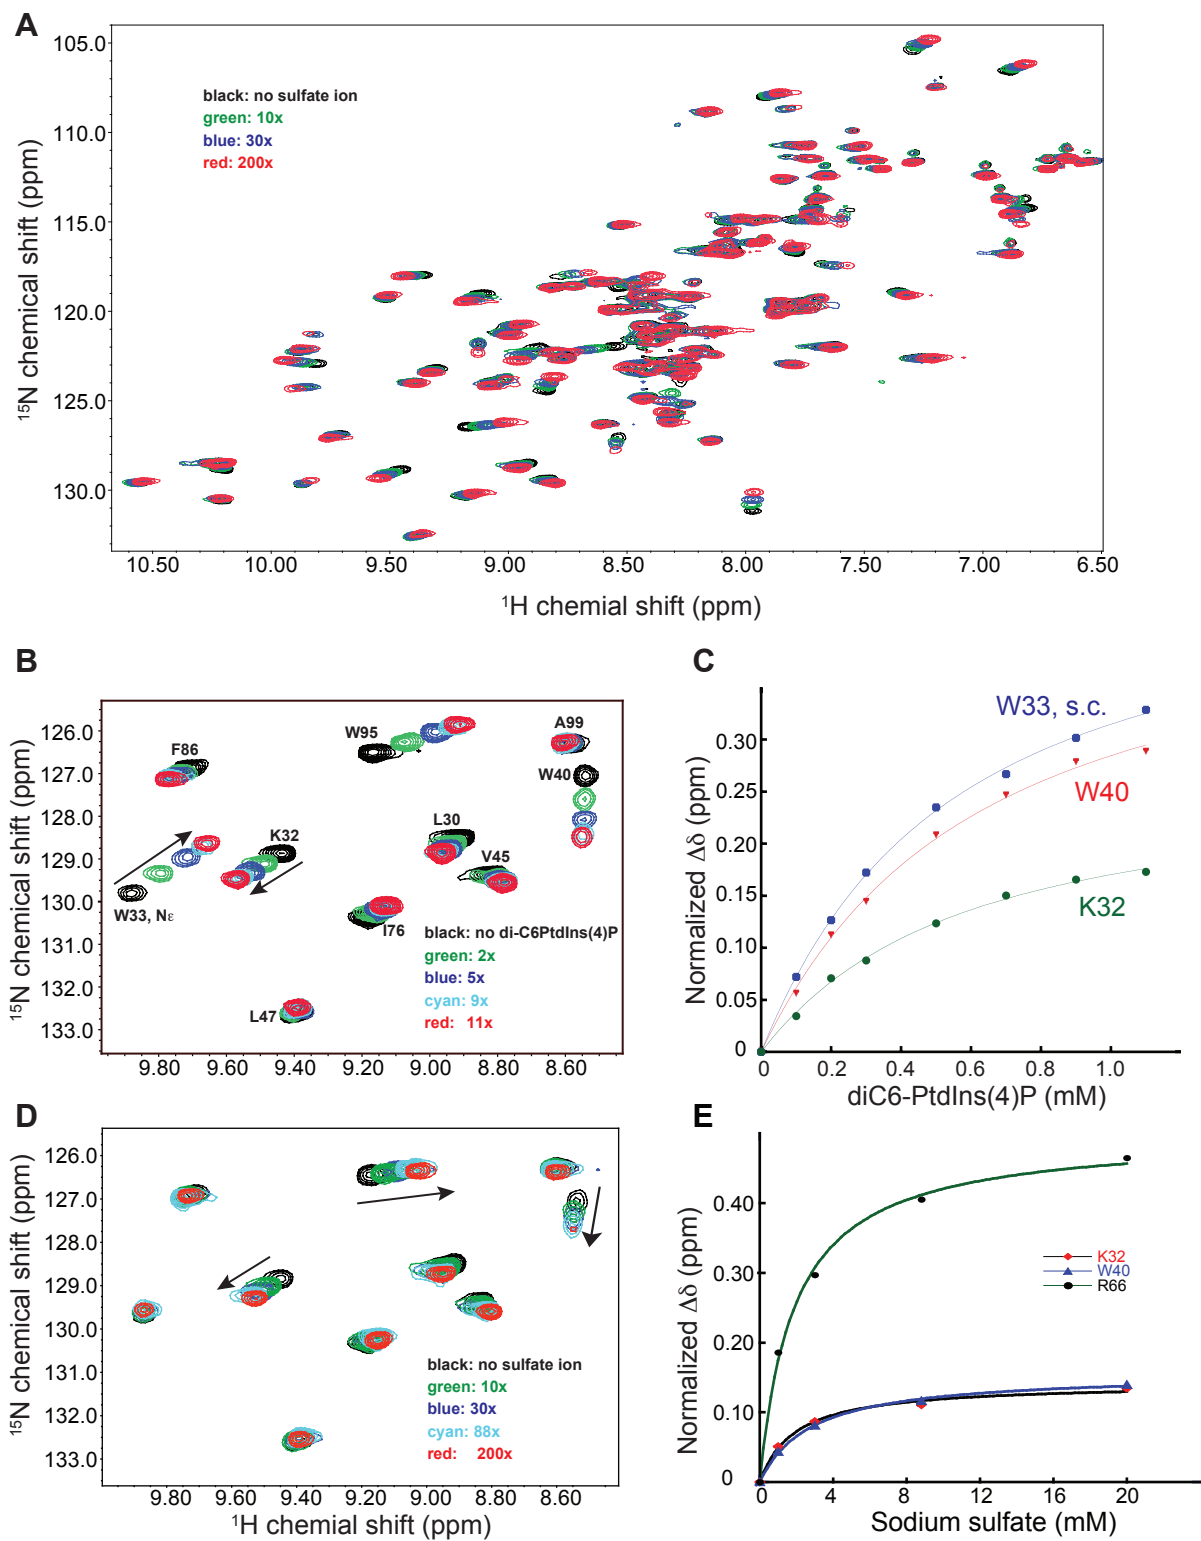 A
105.0
110.0
115.0
120.0
125.0
130.0
15N chemical shift (ppm)
black: no sulfate ion
green: 10x
blue: 30x
red: 200x
10.50 10.00 9.50 9.00 8.50 8.00 7.50 7.00 6.50
1H chemial shift (ppm)
B
126.0
127.0
128.0
129.0
130.0
131.0
132.0
133.0
15N chemical shift (ppm)
W95
A99
F86
W40
K32
L30
V45
W33, Nε
I76
L47
black: no di-C6PtdIns(4)P
green: 2x
blue: 5x
cyan: 9x
red: 11x
9.80 9.60 9.40 9.20 9.00 8.80 8.60
C
0.30
0.25
0.20
0.15
0.10
0.05
0
Normalized Δδ (ppm)
W33, s.c.
W40
K32
0 0.2 0.4 0.6 0.8 1.0
diC6-PtdIns(4)P (mM)
D
126.0
127.0
128.0
129.0
130.0
131.0
132.0
133.0
15N chemical shift (ppm)
black: no sulfate ion
green: 10x
blue: 30x
cyan: 88x
red: 200x
9.80 9.60 9.40 9.20 9.00 8.80 8.60
1H chemial shift (ppm)
E
0.40
0.30
0.20
0.10
0
Normalized Δδ (ppm)
K32
W40
R66
0 4 8 12 16 20
Sodium sulfate (mM)